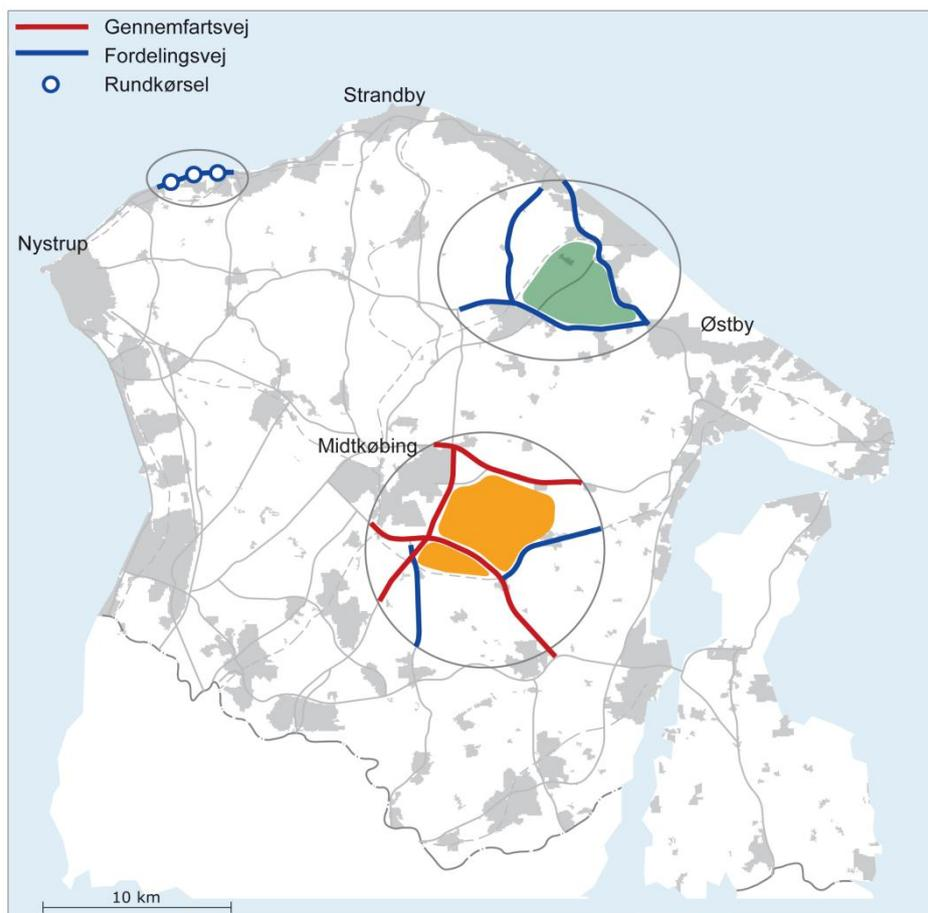 Gennemfartsvej
Fordelingsvej
Rundkørsel
Strandby
Nystrup
Østby
Midtkøbing
10 km